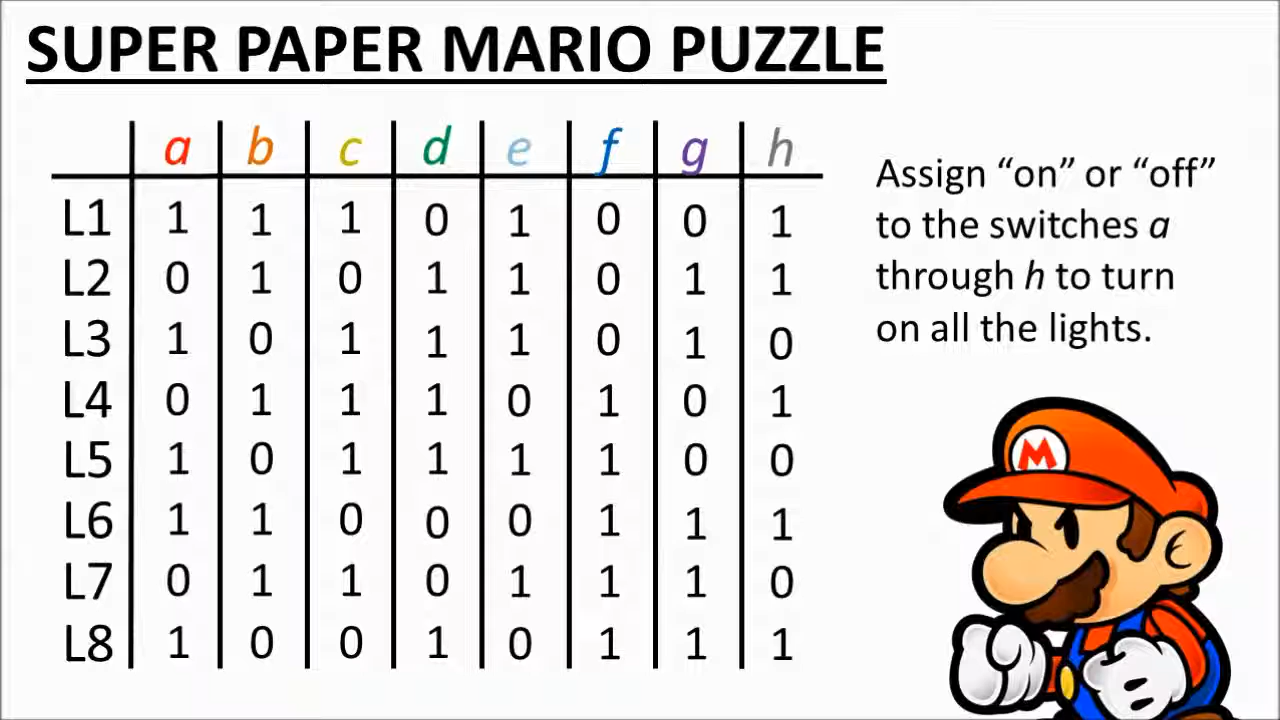 SUPER PAPER MARIO PUZZLE
a b c d e f g h
L1 1 1 1 0 1 0 0 1
L2 0 1 0 1 1 0 1 1
L3 1 0 1 1 1 0 1 0
L4 0 1 1 1 0 1 0 1
L5 1 0 1 1 1 1 0 0
L6 1 1 0 0 0 1 1 1
L7 0 1 1 0 1 1 1 0
L8 1 0 0 1 0 1 1 1
Assign “on” or “off”
to the switches a
through h to turn
on all the lights.
M